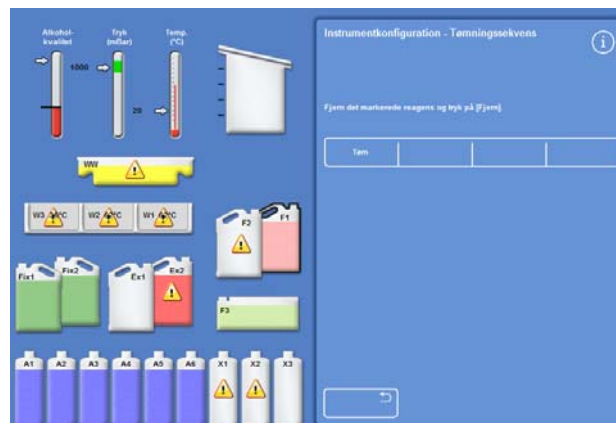 Alkohol-
kvalitet
Tryk
(mBar)
Temp.
(°C)
1000
20
Instrumentkonfiguration - Tømningssekvens
i
Fjern det markerede reagens og tryk på [Fjern].
Tøm
WW
W3
°C
W2
°C
W1
°C
F2
F1
Fix1
Fix2
Ex1
Ex2
F3
A1
A2
A3
A4
A5
A6
X1
X2
X3